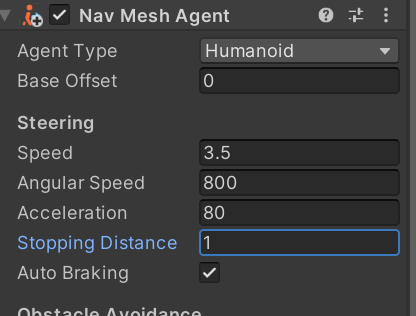 Nav Mesh Agent
Agent Type Humanoid
Base Offset 0
Steering
Speed 3.5
Angular Speed 800
Acceleration 80
Stopping Distance 1
Auto Braking
Obstacle Avoidance